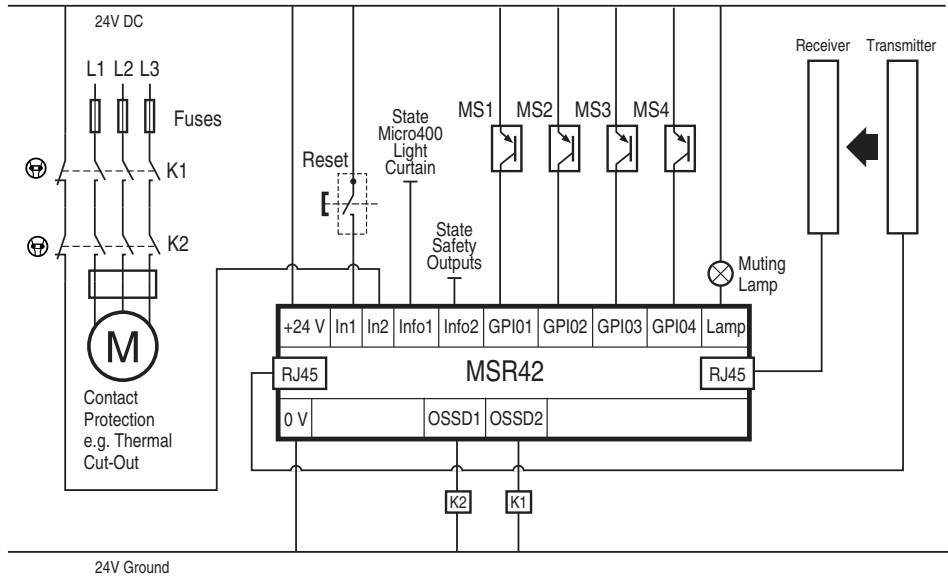 24V DC
L1 L2 L3
Fuses
K1
K2
M
Contact
Protection
e.g. Thermal
Cut-Out
Reset
State
Micro400
Light
Curtain
State
Safety
Outputs
MS1 MS2 MS3 MS4
Muting
Lamp
Receiver Transmitter
+24 V In1 In2 Info1 Info2 GPI01 GPI02 GPI03 GPI04 Lamp
RJ45 MSR42 RJ45
0 V OSSD1 OSSD2
K2 K1
24V Ground